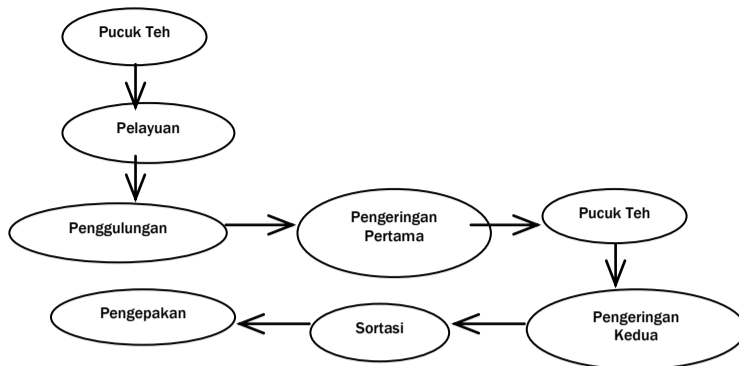 Pucuk Teh
Pelayuan
Penggulungan
Pengeringan
Pertama
Pucuk Teh
Pengeringan
Kedua
Sortasi
Pengepakan